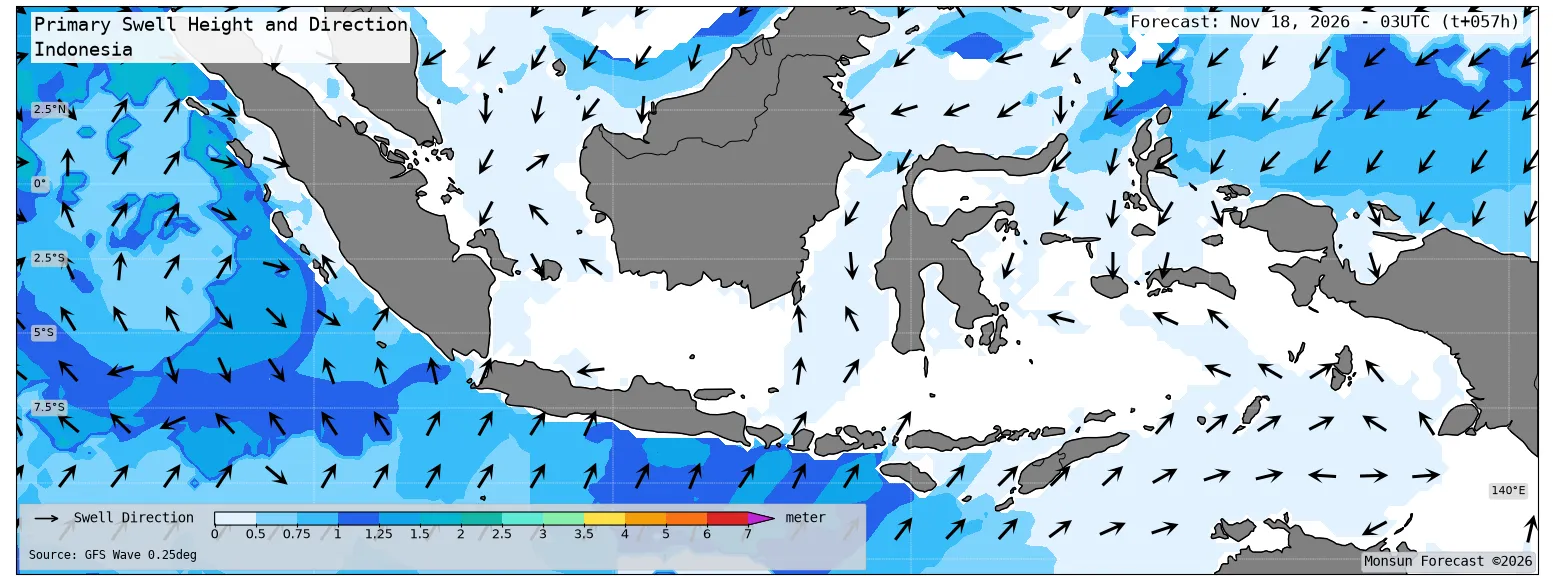 Primary Swell Height and Direction
Indonesia
Forecast: Nov 18, 2026 - 03UTC (t+057h)
2.5°N
0°
2.5°S
5°S
7.5°S
140°E
Swell Direction
0 0.5 0.75 1 1.25 1.5 2 2.5 3 3.5 4 5 6 7
meter
Source: GFS Wave 0.25deg
Monsun Forecast ©2026